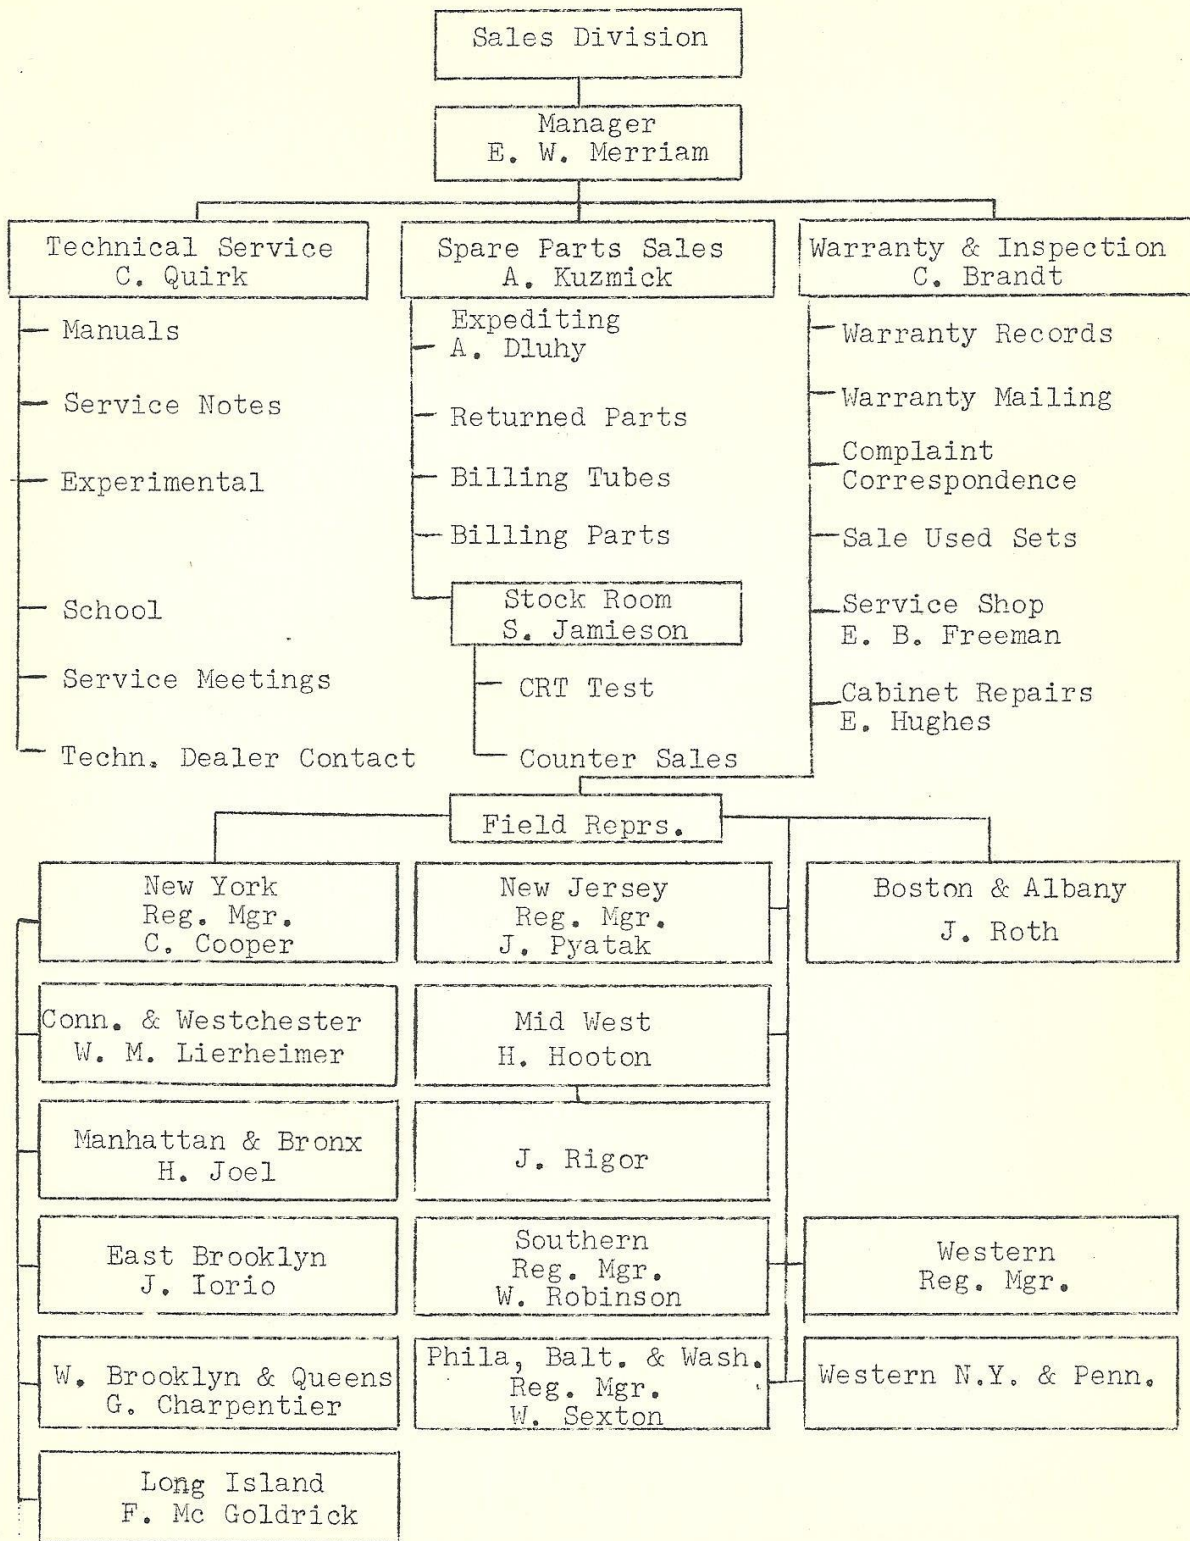 Sales Division
Manager
E. W. Merriam
Technical Service
C. Quirk
Manuals
Service Notes
Experimental
School
Service Meetings
Techn. Dealer Contact
Spare Parts Sales
A. Kuzmick
Expediting
A. Dluhy
Returned Parts
Billing Tubes
Billing Parts
Stock Room
S. Jamieson
CRT Test
Counter Sales
Warranty & Inspection
C. Brandt
Warranty Records
Warranty Mailing
Complaint
Correspondence
Sale Used Sets
Service Shop
E. B. Freeman
Cabinet Repairs
E. Hughes
Field Reprs.
New York
Reg. Mgr.
C. Cooper
Conn. & Westchester
W. M. Lierheimer
Manhattan & Bronx
H. Joel
East Brooklyn
J. Iorio
W. Brooklyn & Queens
G. Charpentier
Long Island
F. Mc Goldrick
New Jersey
Reg. Mgr.
J. Pyatak
Mid West
H. Hooton
J. Rigor
Southern
Reg. Mgr.
W. Robinson
Phila, Balt. & Wash.
Reg. Mgr.
W. Sexton
Boston & Albany
J. Roth
Western
Reg. Mgr.
Western N.Y. & Penn.